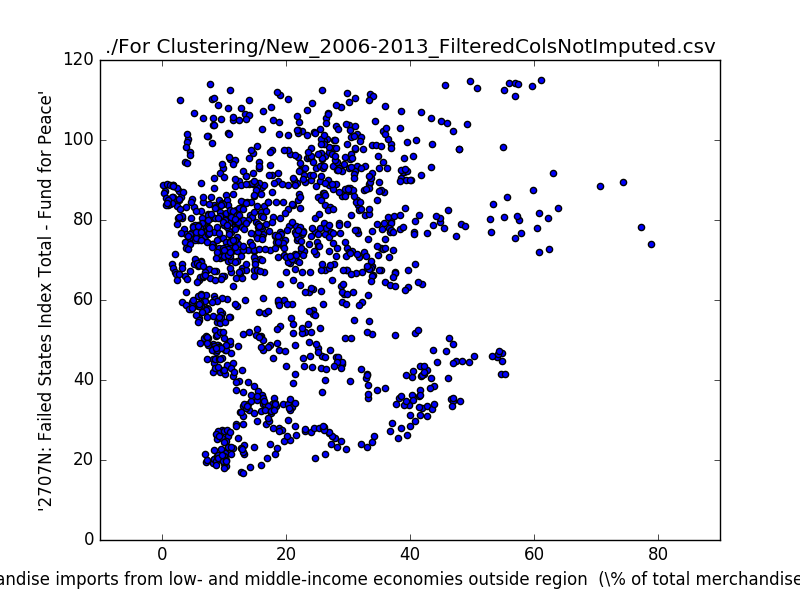 ./For Clustering/New_2006-2013_FilteredColsNotImputed.csv
120
100
80
60
40
20
0
'2707N: Failed States Index Total - Fund for Peace'
0 20 40 60 80
andise imports from low- and middle-income economies outside region (\% of total merchandise